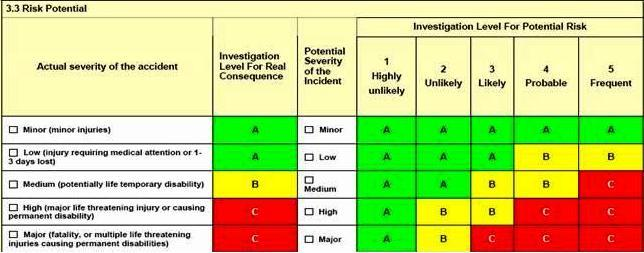 3.3 Risk Potential
Investigation Level For Potential Risk
Actual severity of the accident
Investigation
Level For Real
Consequence
Potential
Severity
of the
Incident
1
Highly
unlikely
2
Unlikely
3
Likely
4
Probable
5
Frequent
Minor (minor injuries) A Minor A A A A A
Low (injury requiring medical attention or 1-
3 days lost) A Low A A A B B
Medium (potentially life temporary disability) B Medium A A B B C
High (major life threatening injury or causing
permanent disability) C High A B B C C
Major (fatality, or multiple life threatening
injuries causing permanent disabilities) C Major A B C C C